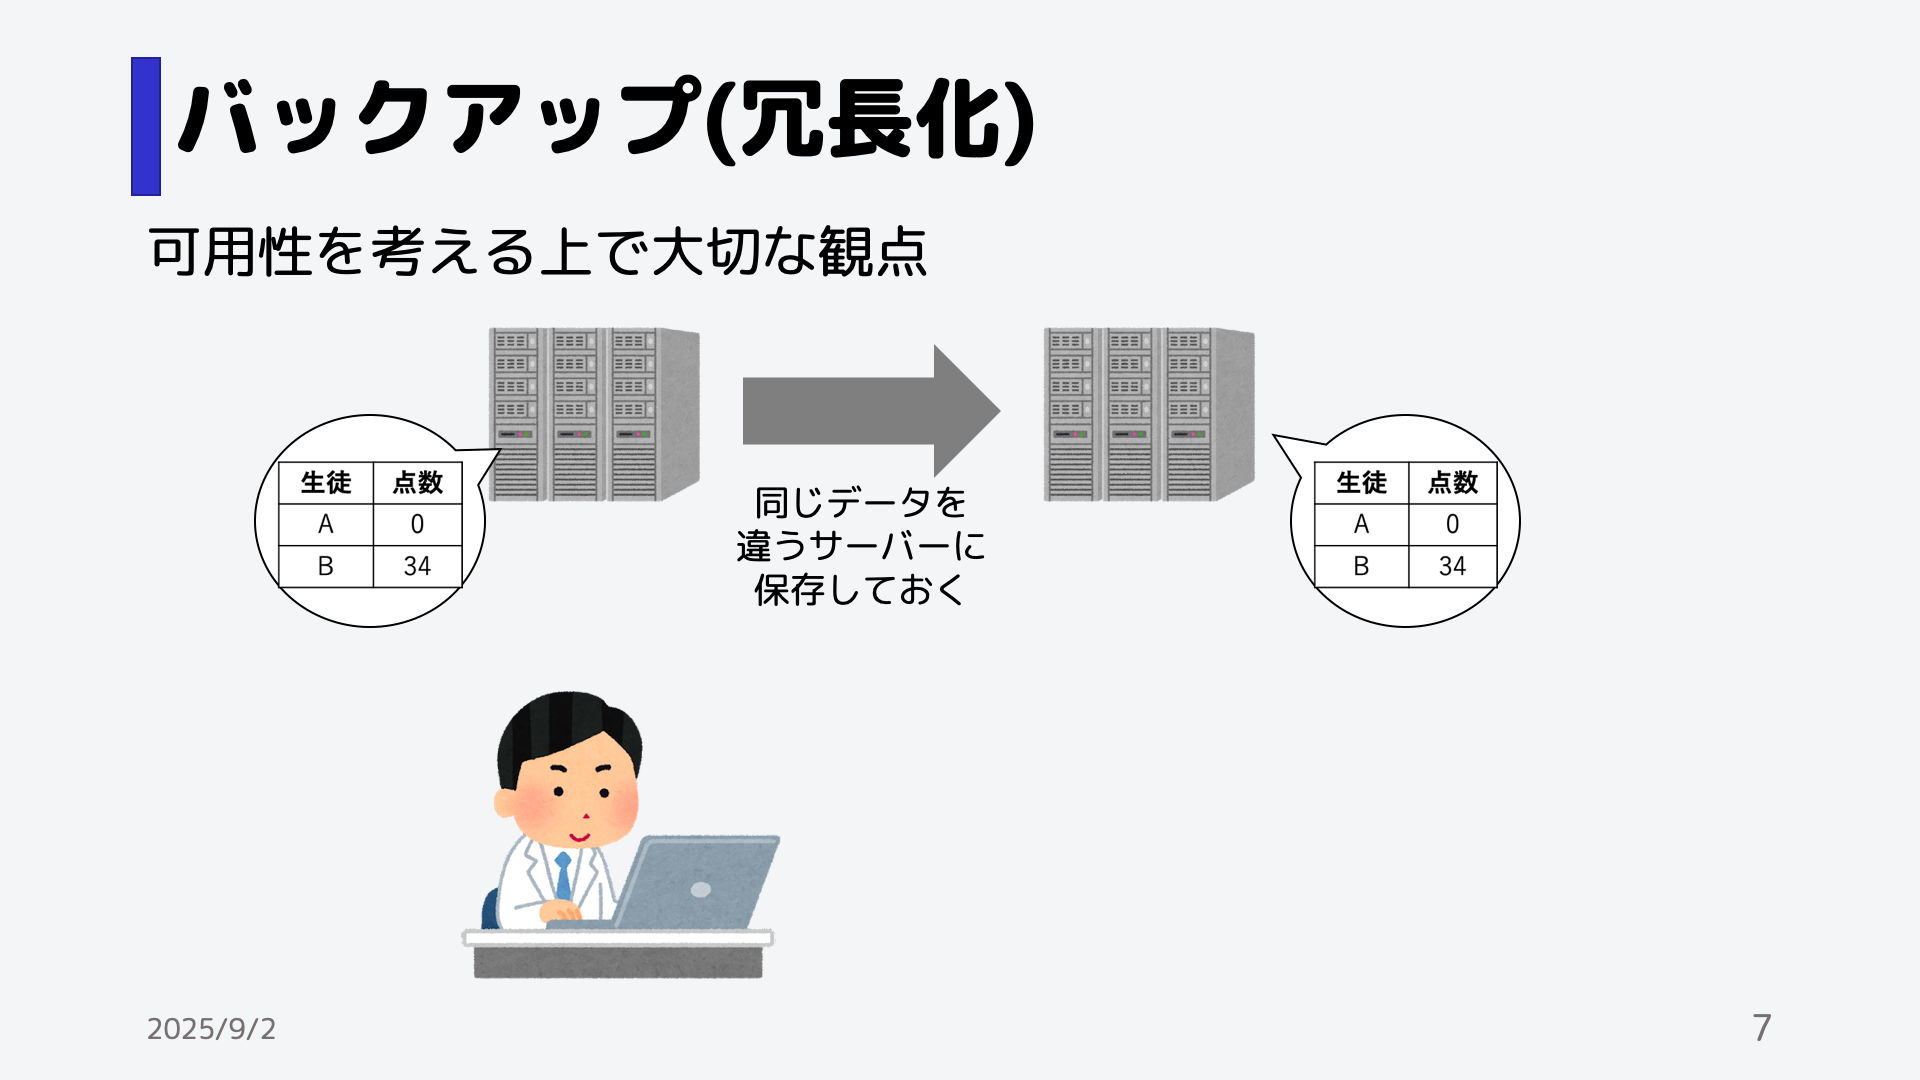 バックアップ(冗長化)
可用性を考える上で大切な観点
生徒 点数
A 0
B 34
同じデータを
違うサーバーに
保存しておく
生徒 点数
A 0
B 34
2025/9/2
7